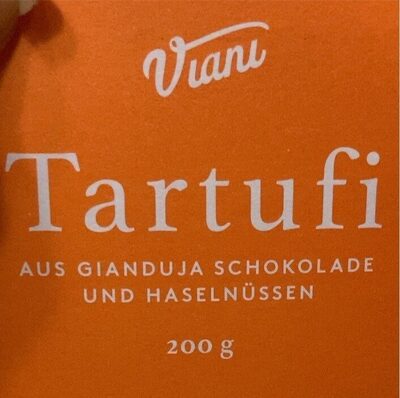 Viani
Tartufi
AUS GIANDUJA SCHOKOLADE
UND HASELNÜSSEN
200 g